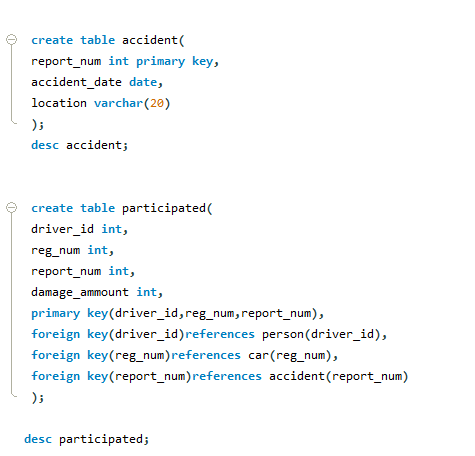 create table accident(
report_num int primary key,
accident_date date,
location varchar(20)
);
desc accident;
create table participated(
driver_id int,
reg_num int,
report_num int,
damage_ammount int,
primary key(driver_id,reg_num,report_num),
foreign key(driver_id)references person(driver_id),
foreign key(reg_num)references car(reg_num),
foreign key(report_num)references accident(report_num)
);
desc participated;